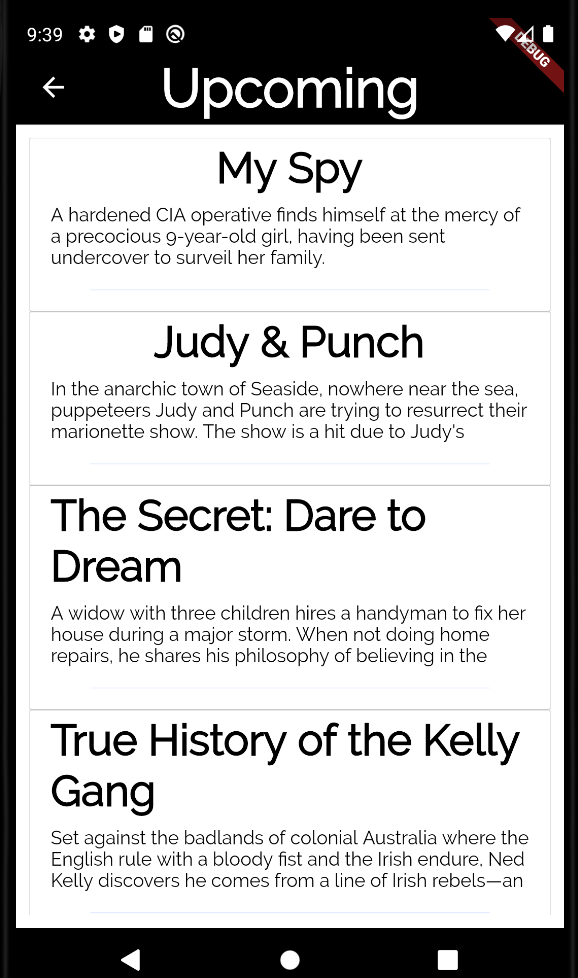 9:39
DEBUG
Upcoming
My Spy
A hardened CIA operative finds himself at the mercy of
a precocious 9-year-old girl, having been sent
undercover to surveil her family.
Judy & Punch
In the anarchic town of Seaside, nowhere near the sea,
puppeteers Judy and Punch are trying to resurrect their
marionette show. The show is a hit due to Judy's
The Secret: Dare to
Dream
A widow with three children hires a handyman to fix her
house during a major storm. When not doing home
repairs, he shares his philosophy of believing in the
True History of the Kelly
Gang
Set against the badlands of colonial Australia where the
English rule with a bloody fist and the Irish endure, Ned
Kelly discovers he comes from a line of Irish rebels—an